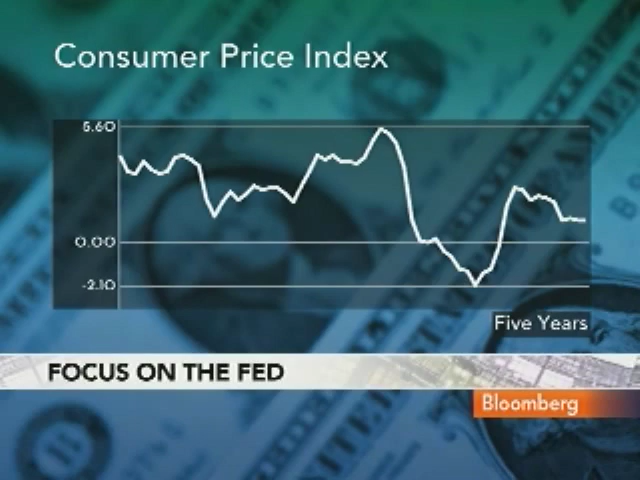 Consumer Price Index
5.60
0.00
-2.10
Five Years
FOCUS ON THE FED
Bloomberg